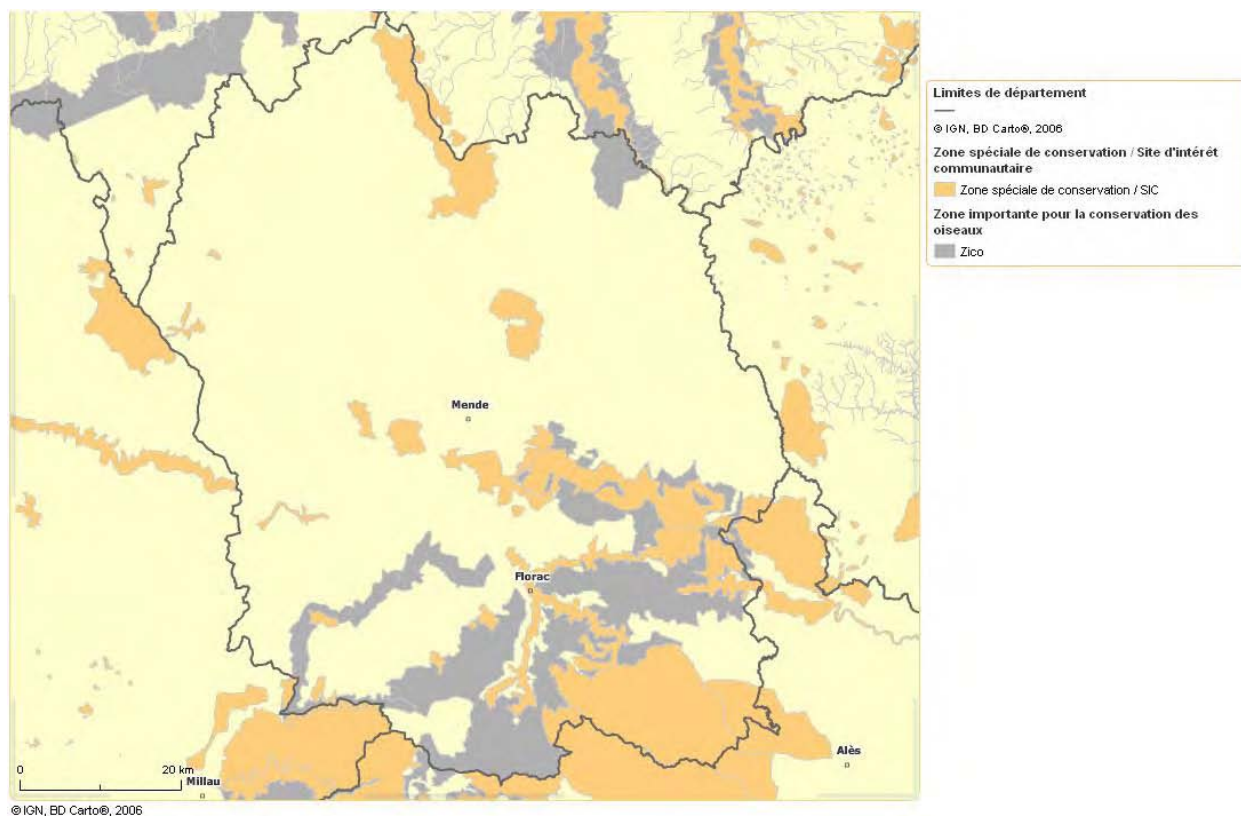 Mende
Florac
Alès
Millau
0 20 km
© IGN, BD Carto®, 2006
Limites de département
© IGN, BD Carto®, 2006
Zone spéciale de conservation / Site d'intérêt
communautaire
Zone spéciale de conservation / SIC
Zone importante pour la conservation des
oiseaux
Zico